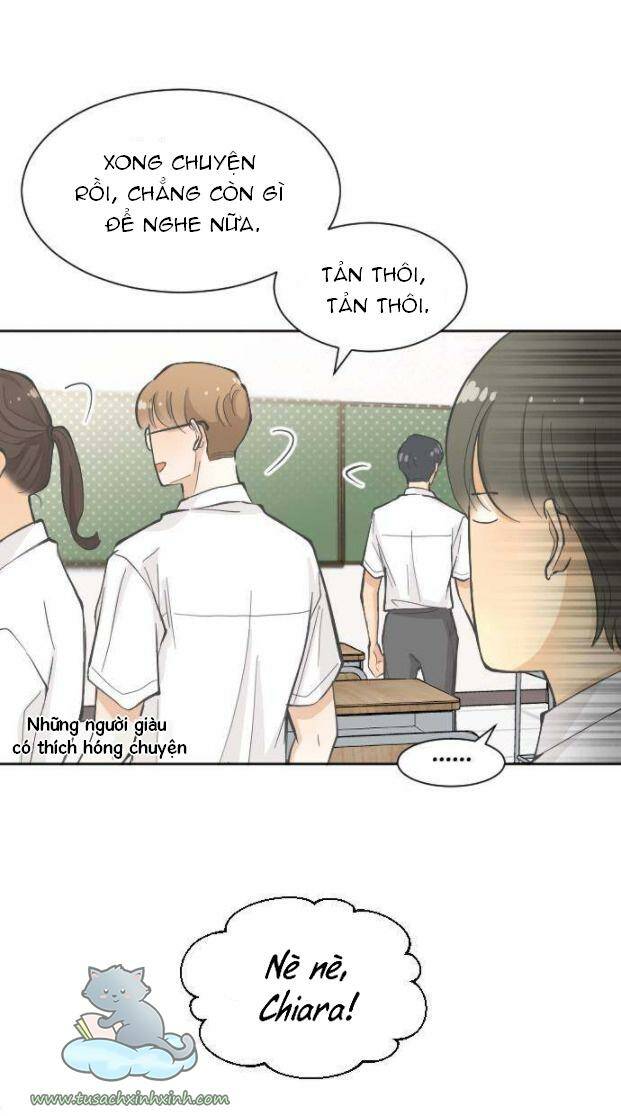 XONG CHUYỆN
RỒI, CHẲNG CÒN GÌ
ĐỂ NGHE NỮA.
TẢN THÔI,
TẢN THÔI.
Những người giàu
có thích hóng chuyện
......
Nè nè,
Chiara!
www.tusachxinhxinh.com